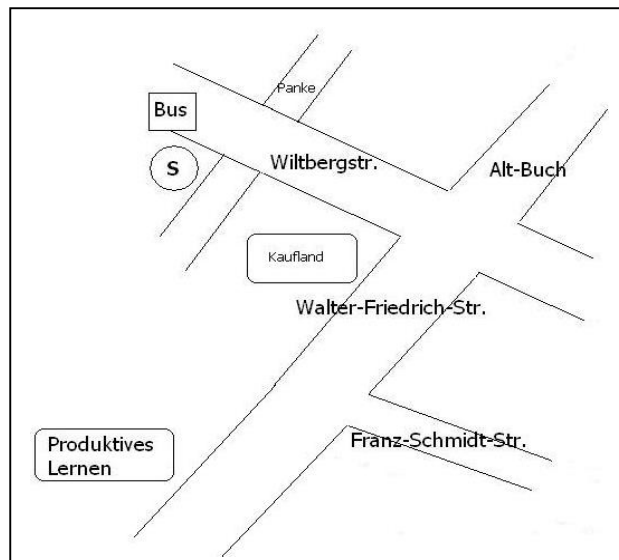 Panke
Bus
Wiltbergstr.
Alt-Buch
S
Kaufland
Walter-Friedrich-Str.
Franz-Schmidt-Str.
Produktives
Lernen